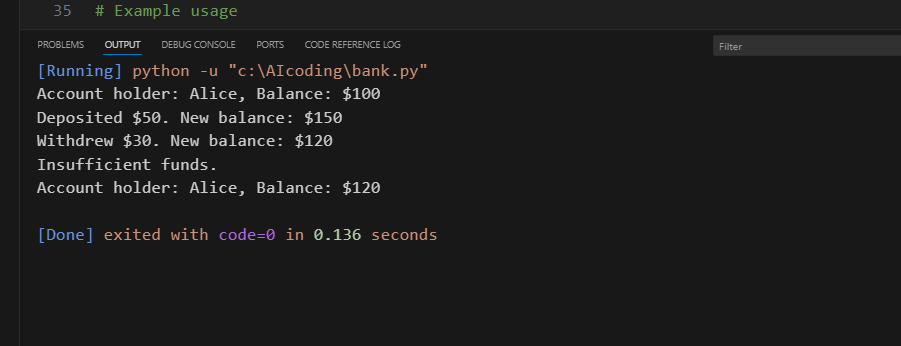 35 # Example usage
PROBLEMS OUTPUT DEBUG CONSOLE PORTS CODE REFERENCE LOG Filter
[Running] python -u "c:\AIcoding\bank.py"
Account holder: Alice, Balance: $100
Deposited $50. New balance: $150
Withdrew $30. New balance: $120
Insufficient funds.
Account holder: Alice, Balance: $120
[Done] exited with code=0 in 0.136 seconds